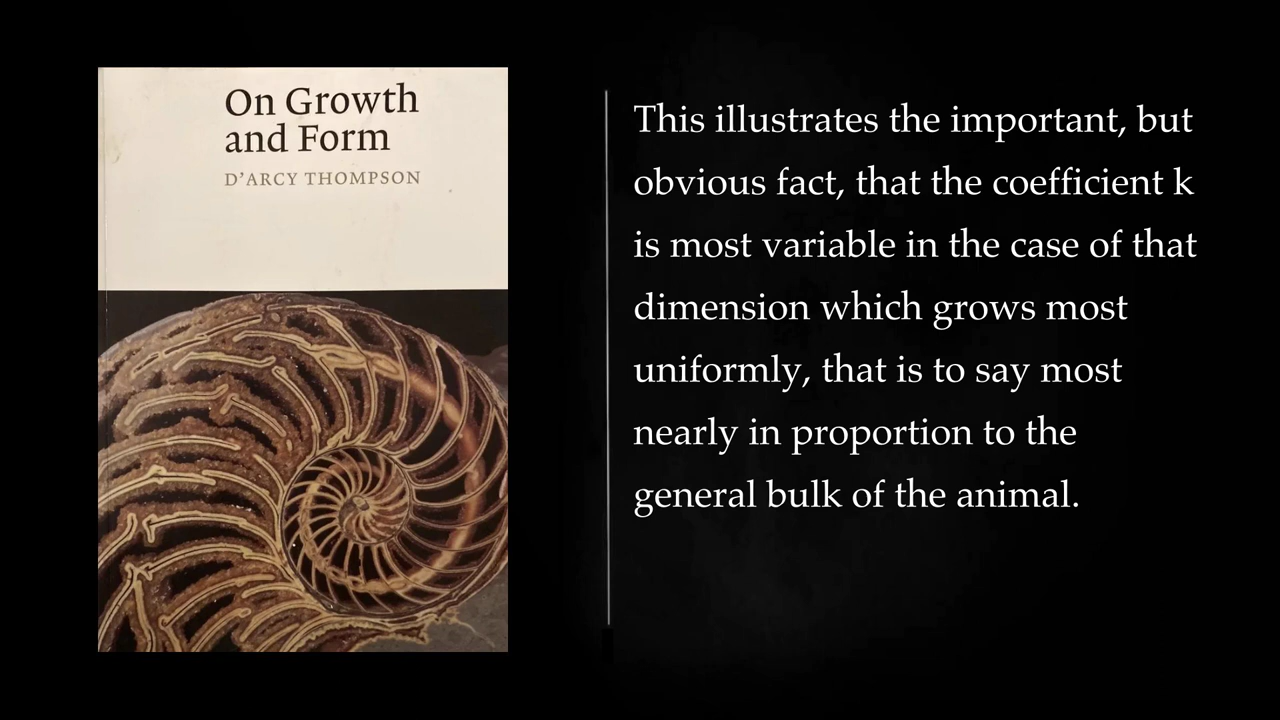 On Growth
and Form
D'ARCY THOMPSON
This illustrates the important, but
obvious fact, that the coefficient k
is most variable in the case of that
dimension which grows most
uniformly, that is to say most
nearly in proportion to the
general bulk of the animal.